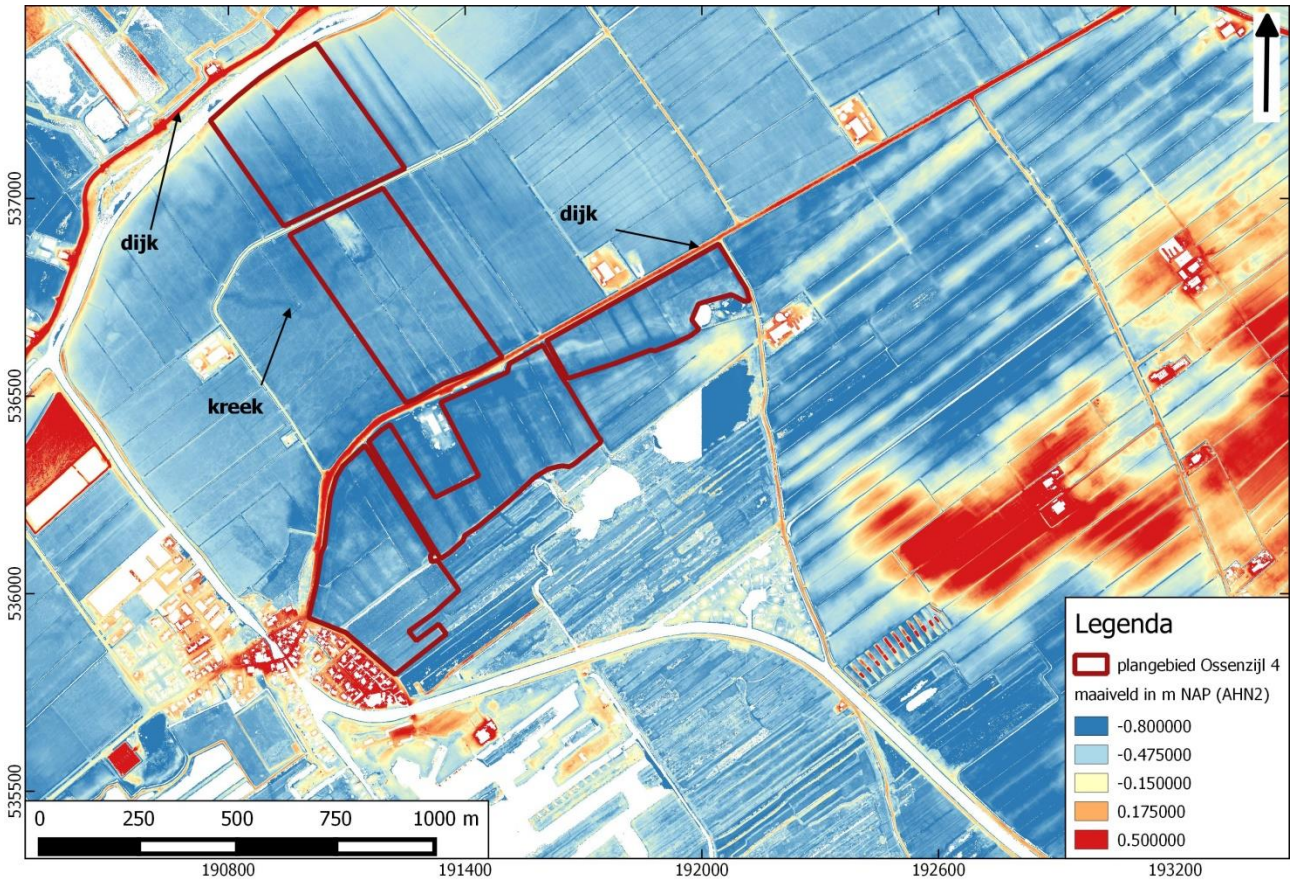 dijk
dijk
kreek
537000
536500
536000
535500
Legenda
plangebied Ossenzijl 4
maaiveld in m NAP (AHN2)
-0.800000
-0.475000
-0.150000
0.175000
0.500000
0 250 500 750 1000 m
190800 191400 192000 192600 193200